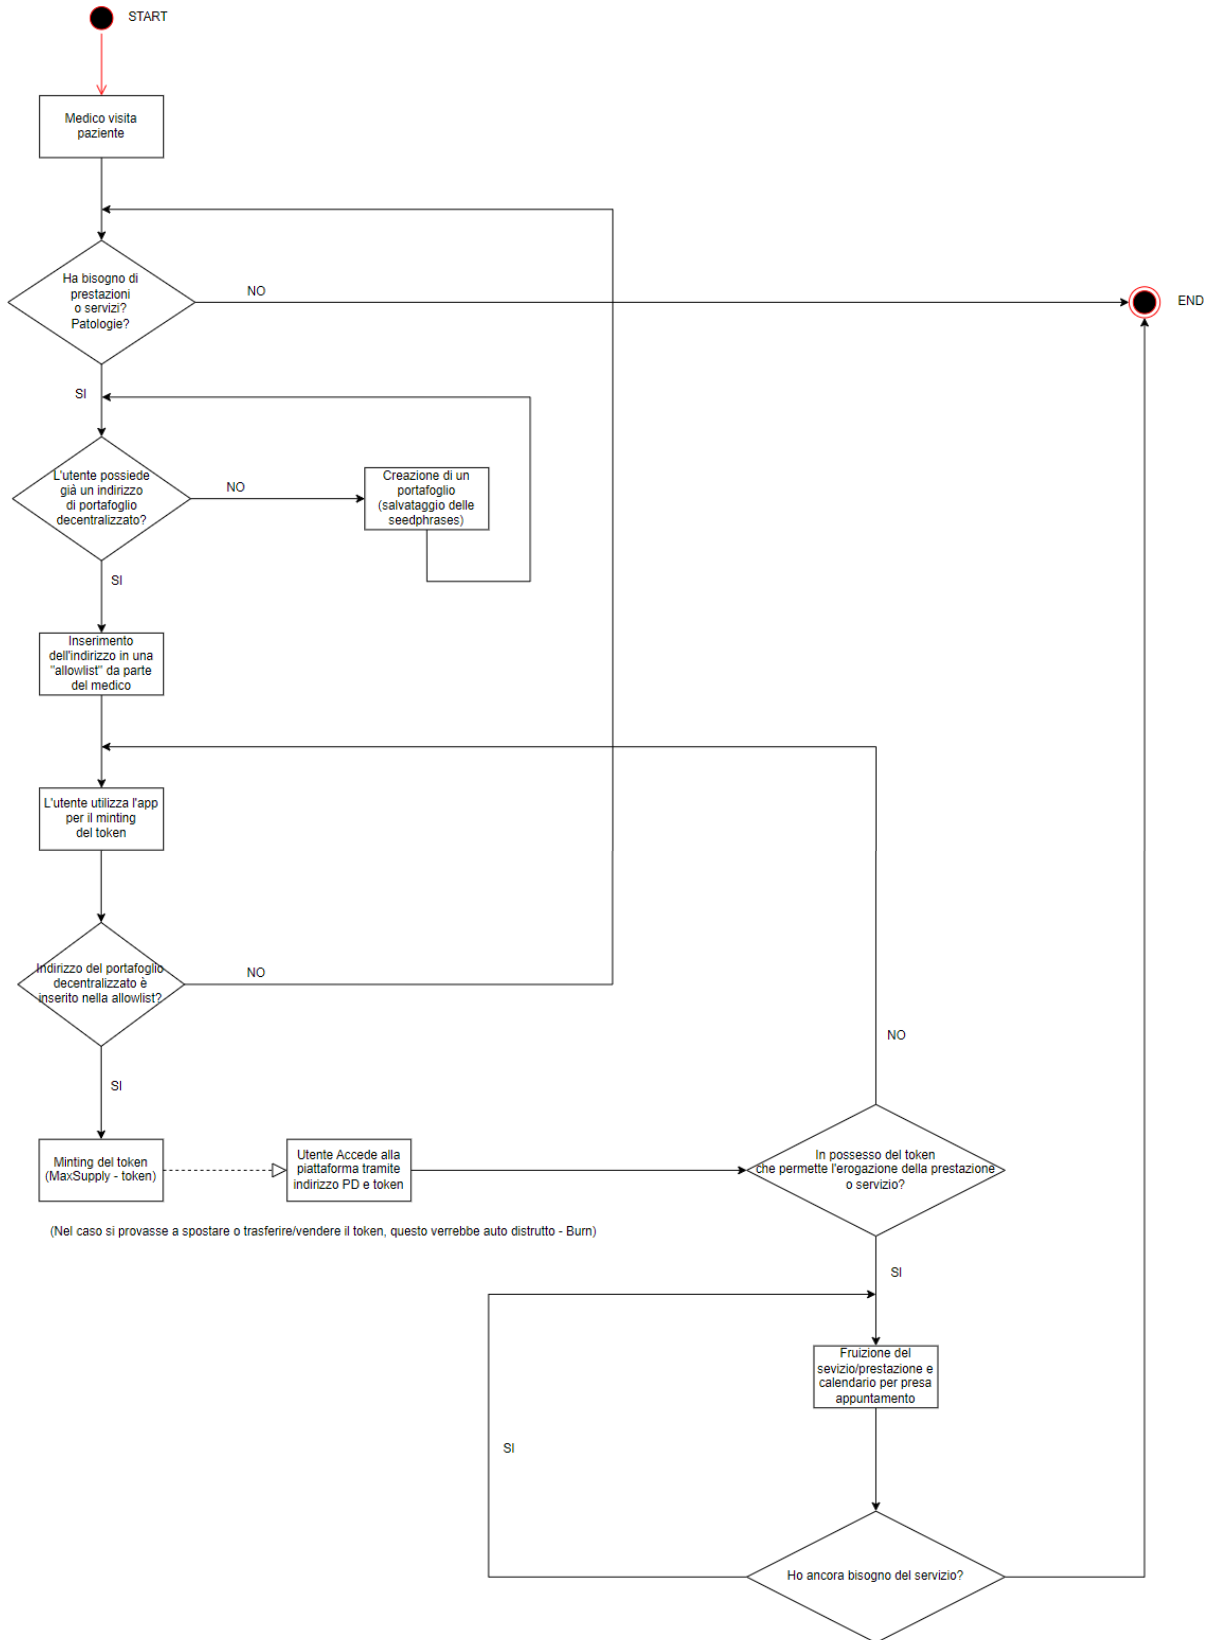 START
Medico visita
paziente
Ha bisogno di
prestazioni
o servizi?
Patologie?
NO
END
SI
L'utente possiede
già un indirizzo
di portafoglio
decentralizzato?
NO
Creazione di un
portafoglio
(salvataggio delle
seedphrases)
SI
Inserimento
dell'indirizzo in una
"allowlist" da parte
del medico
L'utente utilizza l'app
per il minting
del token
Indirizzo del portafoglio
decentralizzato è
inserito nella allowlist?
NO
NO
SI
Minting del token
(MaxSupply - token)
Utente Accede alla
piattaforma tramite
indirizzo PD e token
In possesso del token
che permette l'erogazione della prestazione
o servizio?
(Nel caso si provasse a spostare o trasferire/vendere il token, questo verrebbe auto distrutto - Burn)
SI
Fruizione del
sevizio/prestazione e
calendario per presa
appuntamento
SI
Ho ancora bisogno del servizio?